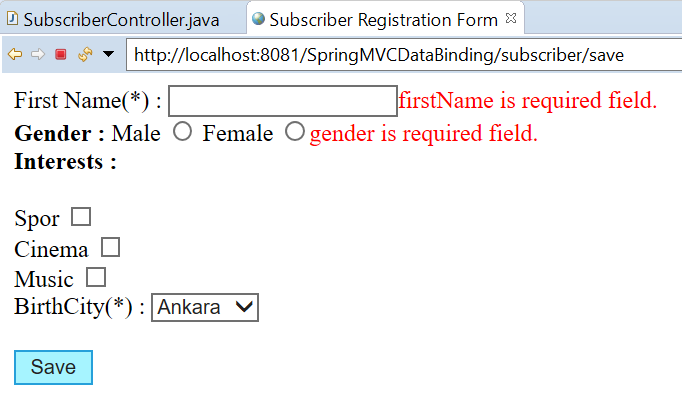 SubscriberController.java Subscriber Registration Form
http://localhost:8081/SpringMVCDataBinding/subscriber/save
First Name(*) : firstName is required field.
Gender : Male Female gender is required field.
Interests :
Spor
Cinema
Music
BirthCity(*) : Ankara
Save